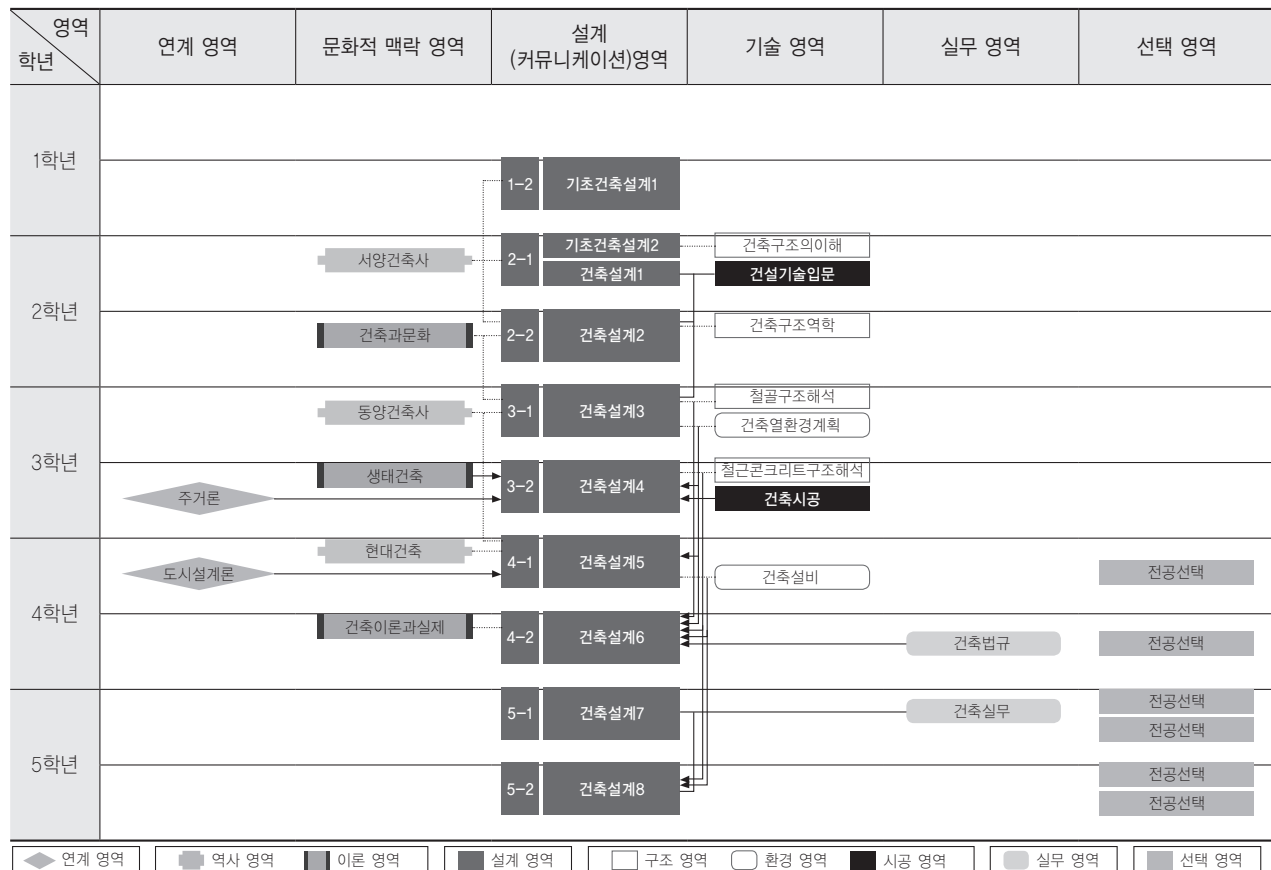 영역
학년
연계 영역
문화적 맥락 영역
설계
(커뮤니케이션)영역
기술 영역
실무 영역
선택 영역
1학년
1-2 기초건축설계1
2학년
서양건축사
2-1
기초건축설계2
건축설계1
건축구조의이해
건설기술입문
건축과문화
2-2 건축설계2
건축구조역학
3학년
동양건축사
3-1 건축설계3
철골구조해석
건축열환경계획
주거론
생태건축
3-2 건축설계4
철근콘크리트구조해석
건축시공
4학년
도시설계론
현대건축
4-1 건축설계5
건축설비
전공선택
건축이론과실제
4-2 건축설계6
건축법규
전공선택
5학년
5-1 건축설계7
건축실무
전공선택
전공선택
5-2 건축설계8
전공선택
전공선택
연계 영역 역사 영역 이론 영역 설계 영역 구조 영역 환경 영역 시공 영역 실무 영역 선택 영역